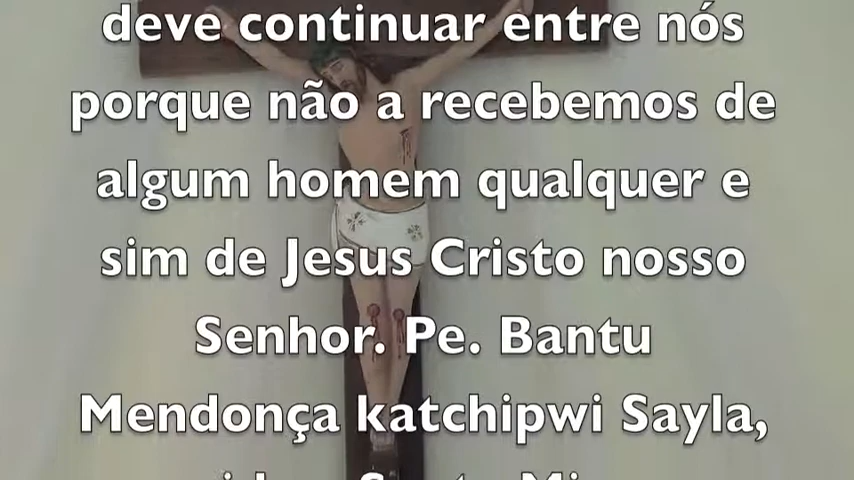 deve continuar entre nós
porque não a recebemos de
algum homem qualquer e
sim de Jesus Cristo nosso
Senhor. Pe. Bantu
Mendonça katchipwi Sayla,